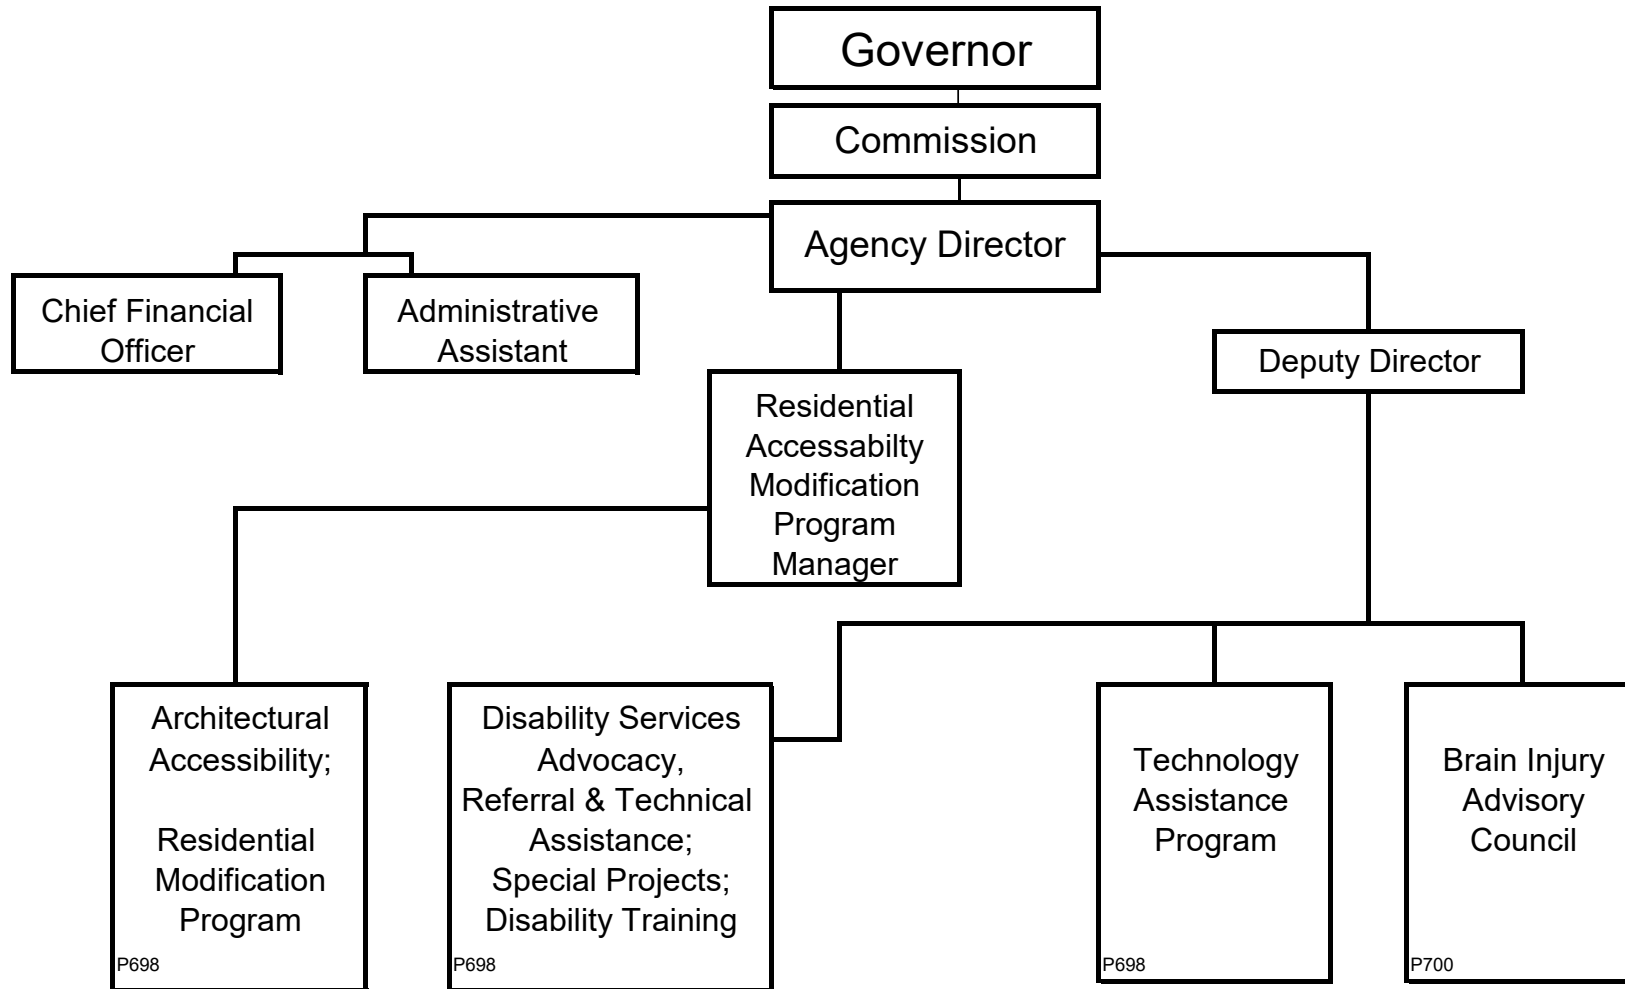 Governor
Commission
Agency Director
Chief Financial
Officer
Administrative
Assistant
Deputy Director
Residential
Accessabilty
Modification
Program
Manager
Architectural
Accessibility;
Residential
Modification
Program
P698
Disability Services
Advocacy,
Referral & Technical
Assistance;
Special Projects;
Disability Training
P698
Technology
Assistance
Program
P698
Brain Injury
Advisory
Council
P700